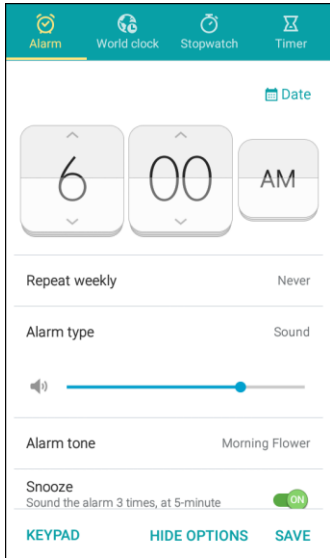 Alarm World clock Stopwatch Timer
Date
6 00 AM
Repeat weekly Never
Alarm type Sound
Alarm tone Morning Flower
Snooze
Sound the alarm 3 times, at 5-minute
ON
KEYPAD HIDE OPTIONS SAVE